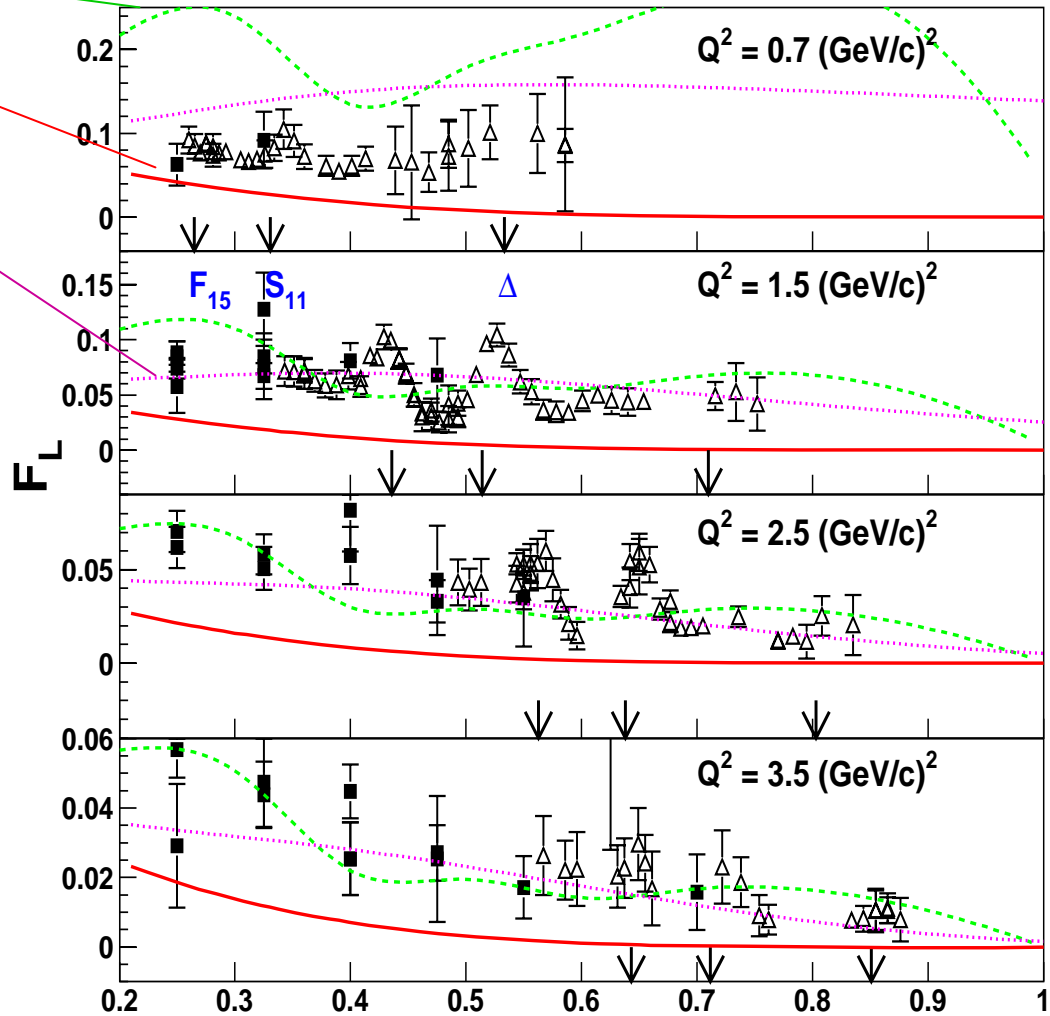 0.2
0.1
0
Q² = 0.7 (GeV/c)²
0.15
0.1
0.05
0
F₁₅ S₁₁ Δ
Q² = 1.5 (GeV/c)²
F_L
0.05
0
Q² = 2.5 (GeV/c)²
0.06
0.04
0.02
0
Q² = 3.5 (GeV/c)²
0.2 0.3 0.4 0.5 0.6 0.7 0.8 0.9 1